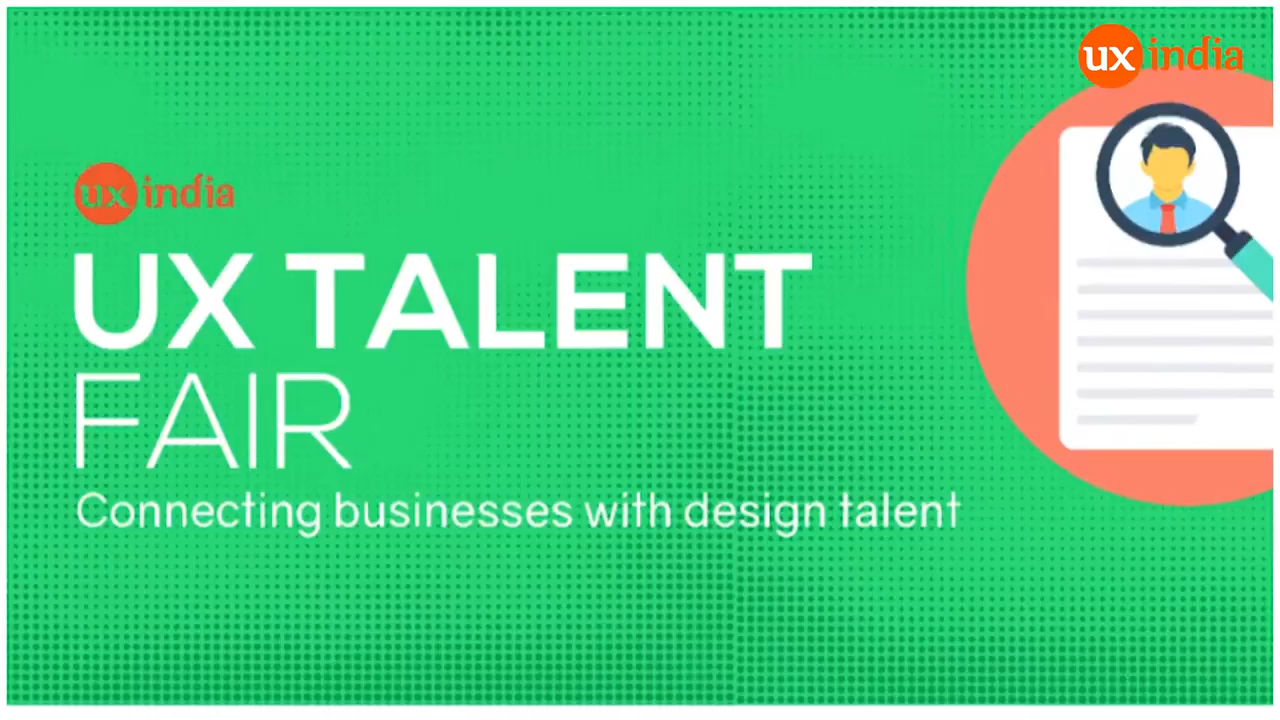 ux india
ux india
UX TALENT
FAIR
Connecting businesses with design talent